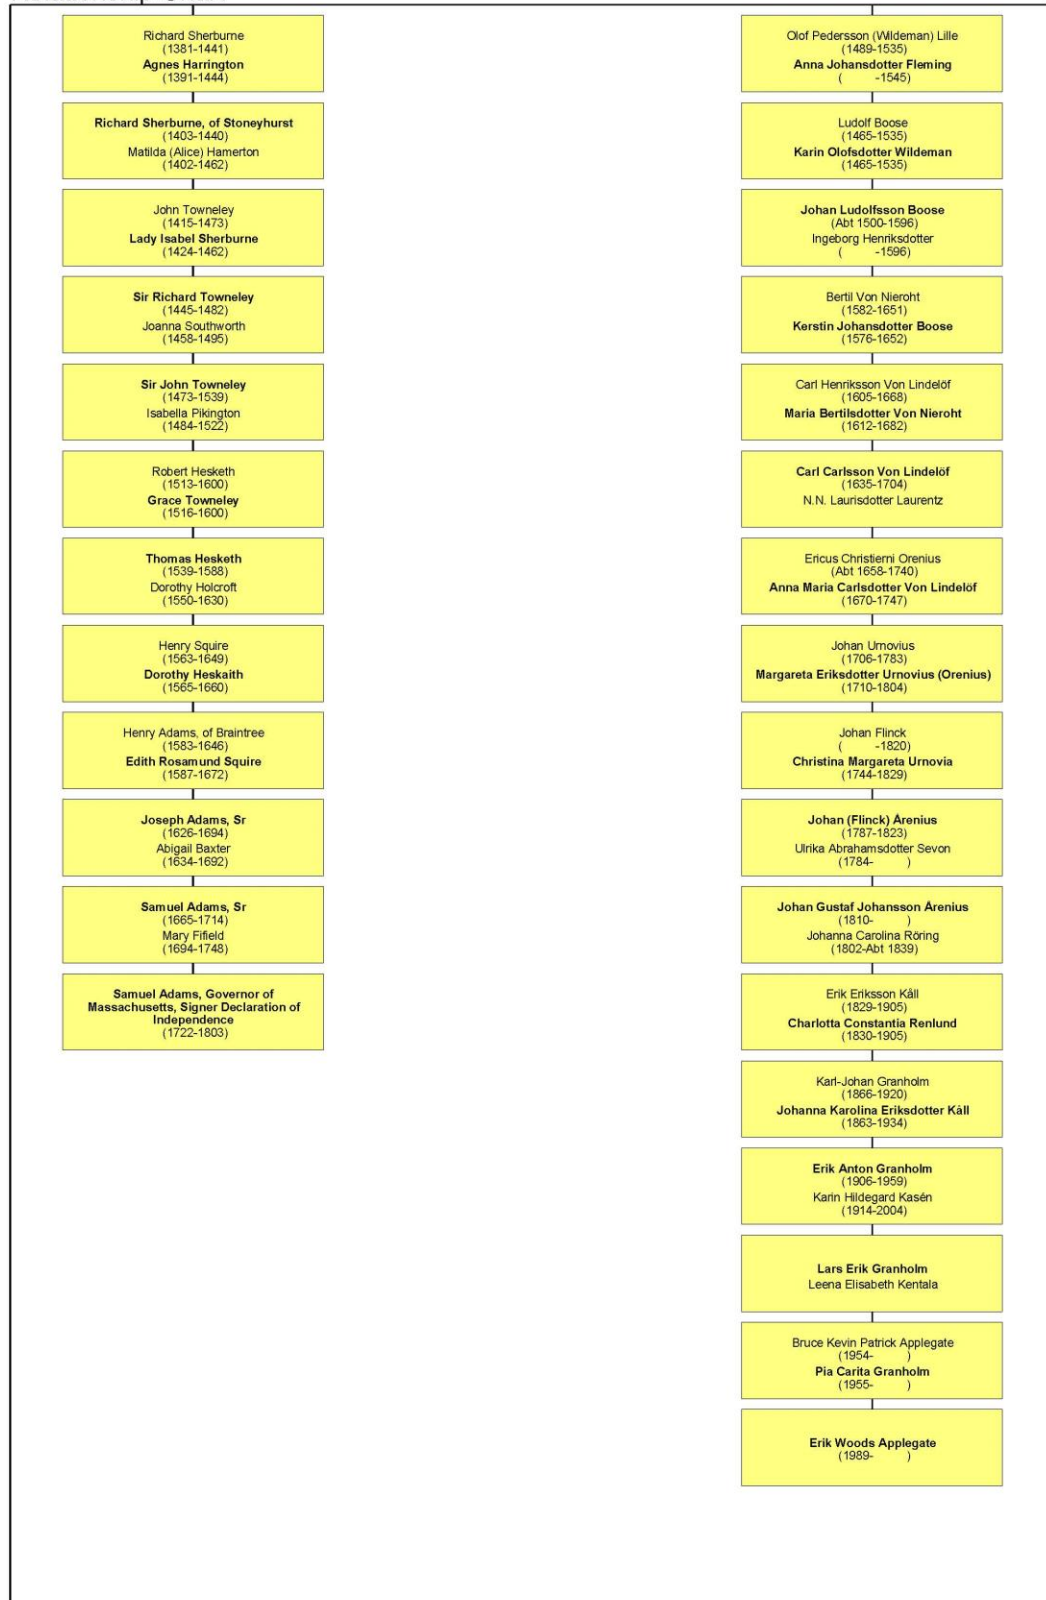 Richard Sherburne
(1381-1441)
Agnes Harrington
(1391-1444)
Richard Sherburne, of Stoneyhurst
(1403-1440)
Matilda (Alice) Hamerton
(1402-1462)
John Towneley
(1415-1473)
Lady Isabel Sherburne
(1424-1462)
Sir Richard Towneley
(1445-1482)
Joanna Southworth
(1458-1495)
Sir John Towneley
(1473-1539)
Isabella Pikington
(1484-1522)
Robert Hesketh
(1513-1600)
Grace Towneley
(1516-1600)
Thomas Hesketh
(1539-1588)
Dorothy Holcroft
(1550-1630)
Henry Squire
(1563-1649)
Dorothy Heskaith
(1565-1660)
Henry Adams, of Braintree
(1583-1646)
Edith Rosamund Squire
(1587-1672)
Joseph Adams, Sr
(1626-1694)
Abigail Baxter
(1634-1692)
Samuel Adams, Sr
(1665-1714)
Mary Fifield
(1694-1748)
Samuel Adams, Governor of
Massachusetts, Signer Declaration of
Independence
(1722-1803)
Olof Pedersson (Wildeman) Lille
(1489-1535)
Anna Johansdotter Fleming
( -1545)
Ludolf Boose
(1465-1535)
Karin Olofsdotter Wildeman
(1465-1535)
Johan Ludolfsson Boose
(Abt 1500-1596)
Ingeborg Henriksdotter
( -1596)
Bertil Von Nieroht
(1582-1651)
Kerstin Johansdotter Boose
(1576-1652)
Carl Henriksson Von Lindelöf
(1605-1668)
Maria Bertilsdotter Von Nieroht
(1612-1682)
Carl Carlsson Von Lindelöf
(1635-1704)
N.N. Laurisdotter Laurentz
Ericus Christierni Orenius
(Abt 1658-1740)
Anna Maria Carlsdotter Von Lindelöf
(1670-1747)
Johan Urnovius
(1706-1783)
Margareta Eriksdotter Urnovius (Orenius)
(1710-1804)
Johan Flinck
( -1820)
Christina Margareta Urnovia
(1744-1829)
Johan (Flinck) Årenius
(1787-1823)
Ulrika Abrahamsdotter Sevon
(1784- )
Johan Gustaf Johansson Årenius
(1810- )
Johanna Carolina Röring
(1802-Abt 1839)
Erik Eriksson Kåll
(1829-1905)
Charlotta Constantia Renlund
(1830-1905)
Karl-Johan Granholm
(1866-1920)
Johanna Karolina Eriksdotter Kåll
(1863-1934)
Erik Anton Granholm
(1906-1959)
Karin Hildegard Kasén
(1914-2004)
Lars Erik Granholm
Leena Elisabeth Kentala
Bruce Kevin Patrick Applegate
(1954- )
Pia Carita Granholm
(1955- )
Erik Woods Applegate
(1989- )